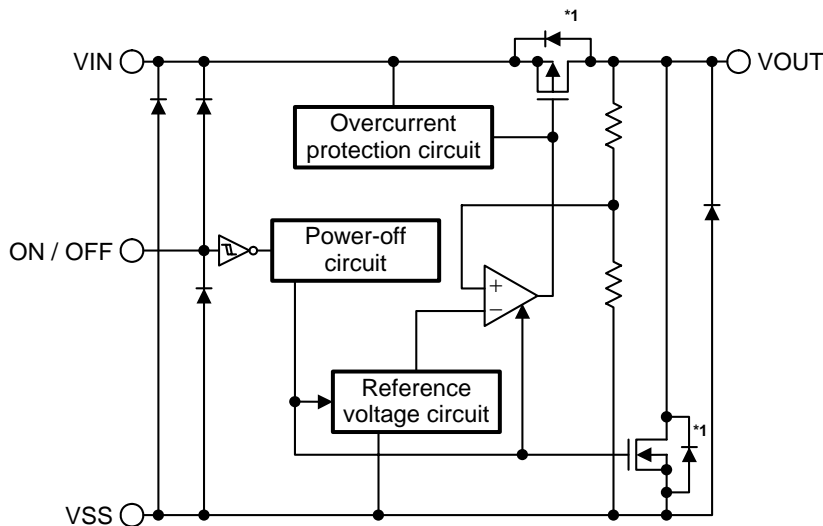 *1
VIN
VOUT
Overcurrent
protection circuit
ON / OFF
Power-off
circuit
+
−
Reference
voltage circuit
*1
VSS